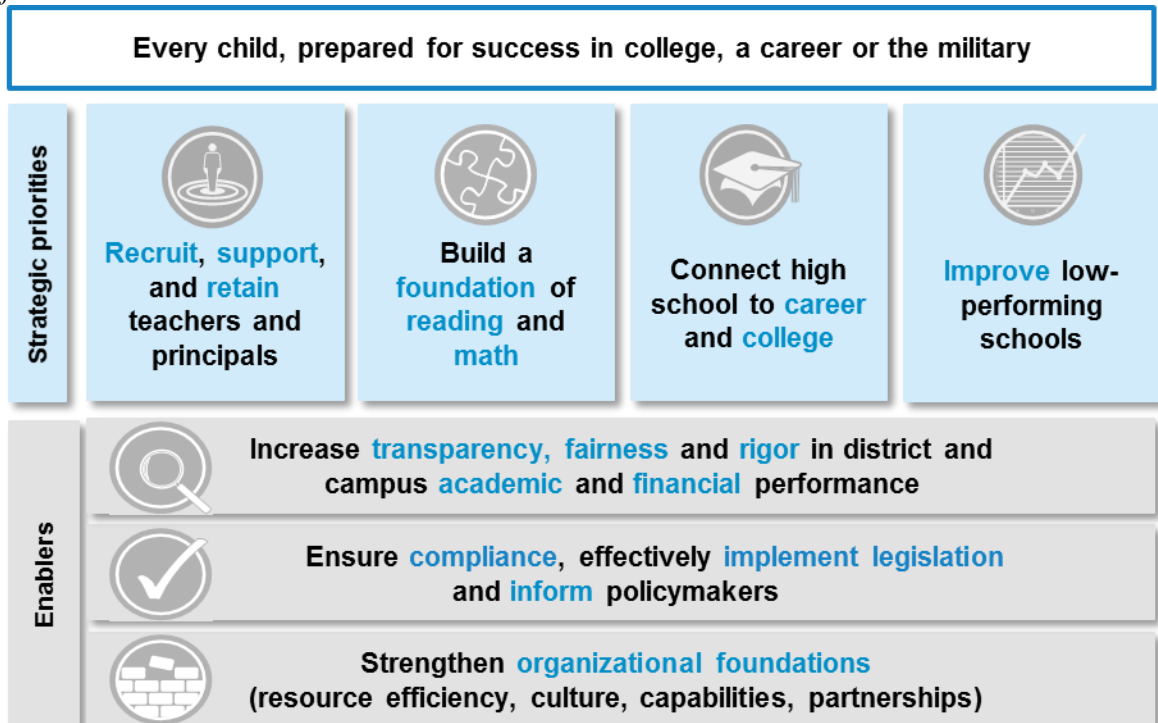 Every child, prepared for success in college, a career or the military
Strategic priorities
Recruit, support,
and retain
teachers and
principals
Build a
foundation of
reading and
math
Connect high
school to career
and college
Improve low-
performing
schools
Enablers
Increase transparency, fairness and rigor in district and
campus academic and financial performance
Ensure compliance, effectively implement legislation
and inform policymakers
Strengthen organizational foundations
(resource efficiency, culture, capabilities, partnerships)